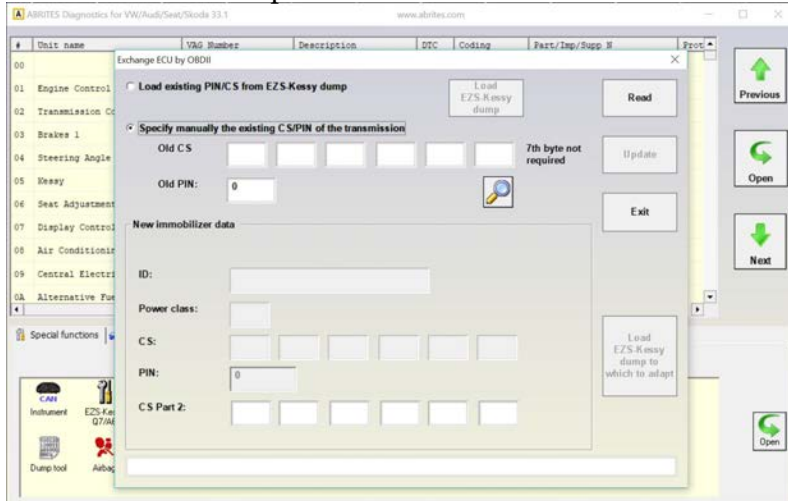 ABRITES Diagnostics for VW/Audi/Seat/Skoda 33.1 www.abrites.com
# Unit name VAG Number Description DTC Coding Part/Imp/Supp N Prot
00
01 Engine Control
02 Transmission Co
03 Brakes 1
04 Steering Angle
05 Kessy
06 Seat Adjustment
07 Display Control
08 Air Conditionin
09 Central Electri
0A Alternative Fue
Previous
Open
Next
Exchange ECU by OBDII
Load existing PIN/CS from EZS-Kessy dump
Load
EZS-Kessy
dump
Read
Specify manually the existing CS/PIN of the transmission
Old CS 7th byte not
required
Update
Old PIN: 0
Exit
New immobilizer data
ID:
Power class:
CS:
PIN: 0
CS Part 2:
Load
EZS-Kessy
dump to
which to adapt
Special functions
CAN
Instrument
EZS-Ke
Q7/A
Dump tool
Airbag
Open